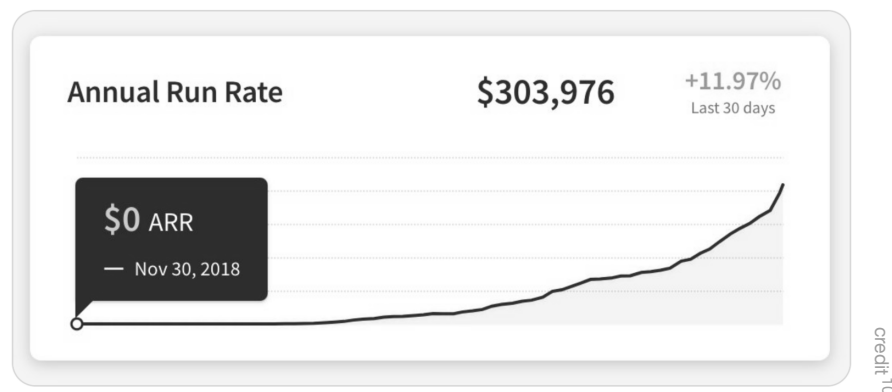 Annual Run Rate
$303,976
+11.97%
Last 30 days
$0 ARR
Nov 30, 2018
credit